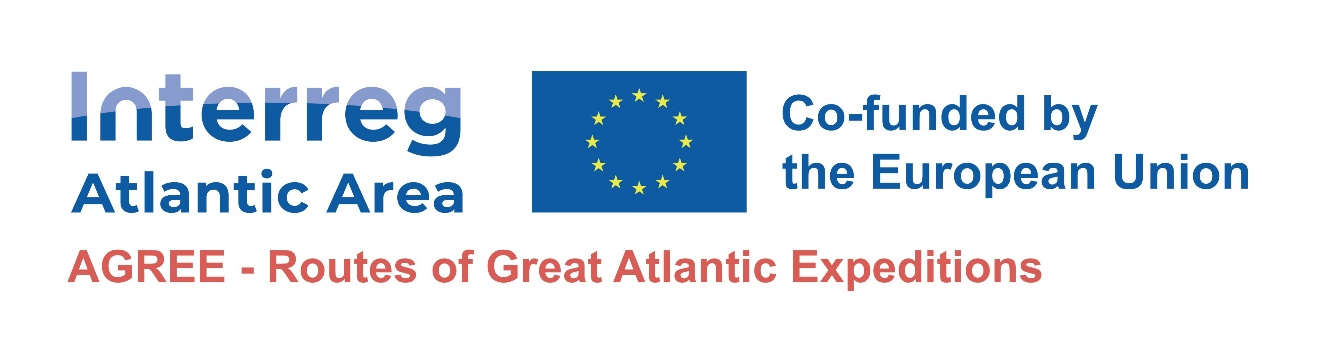 Interreg
Atlantic Area
Co-funded by
the European Union
AGREE - Routes of Great Atlantic Expeditions